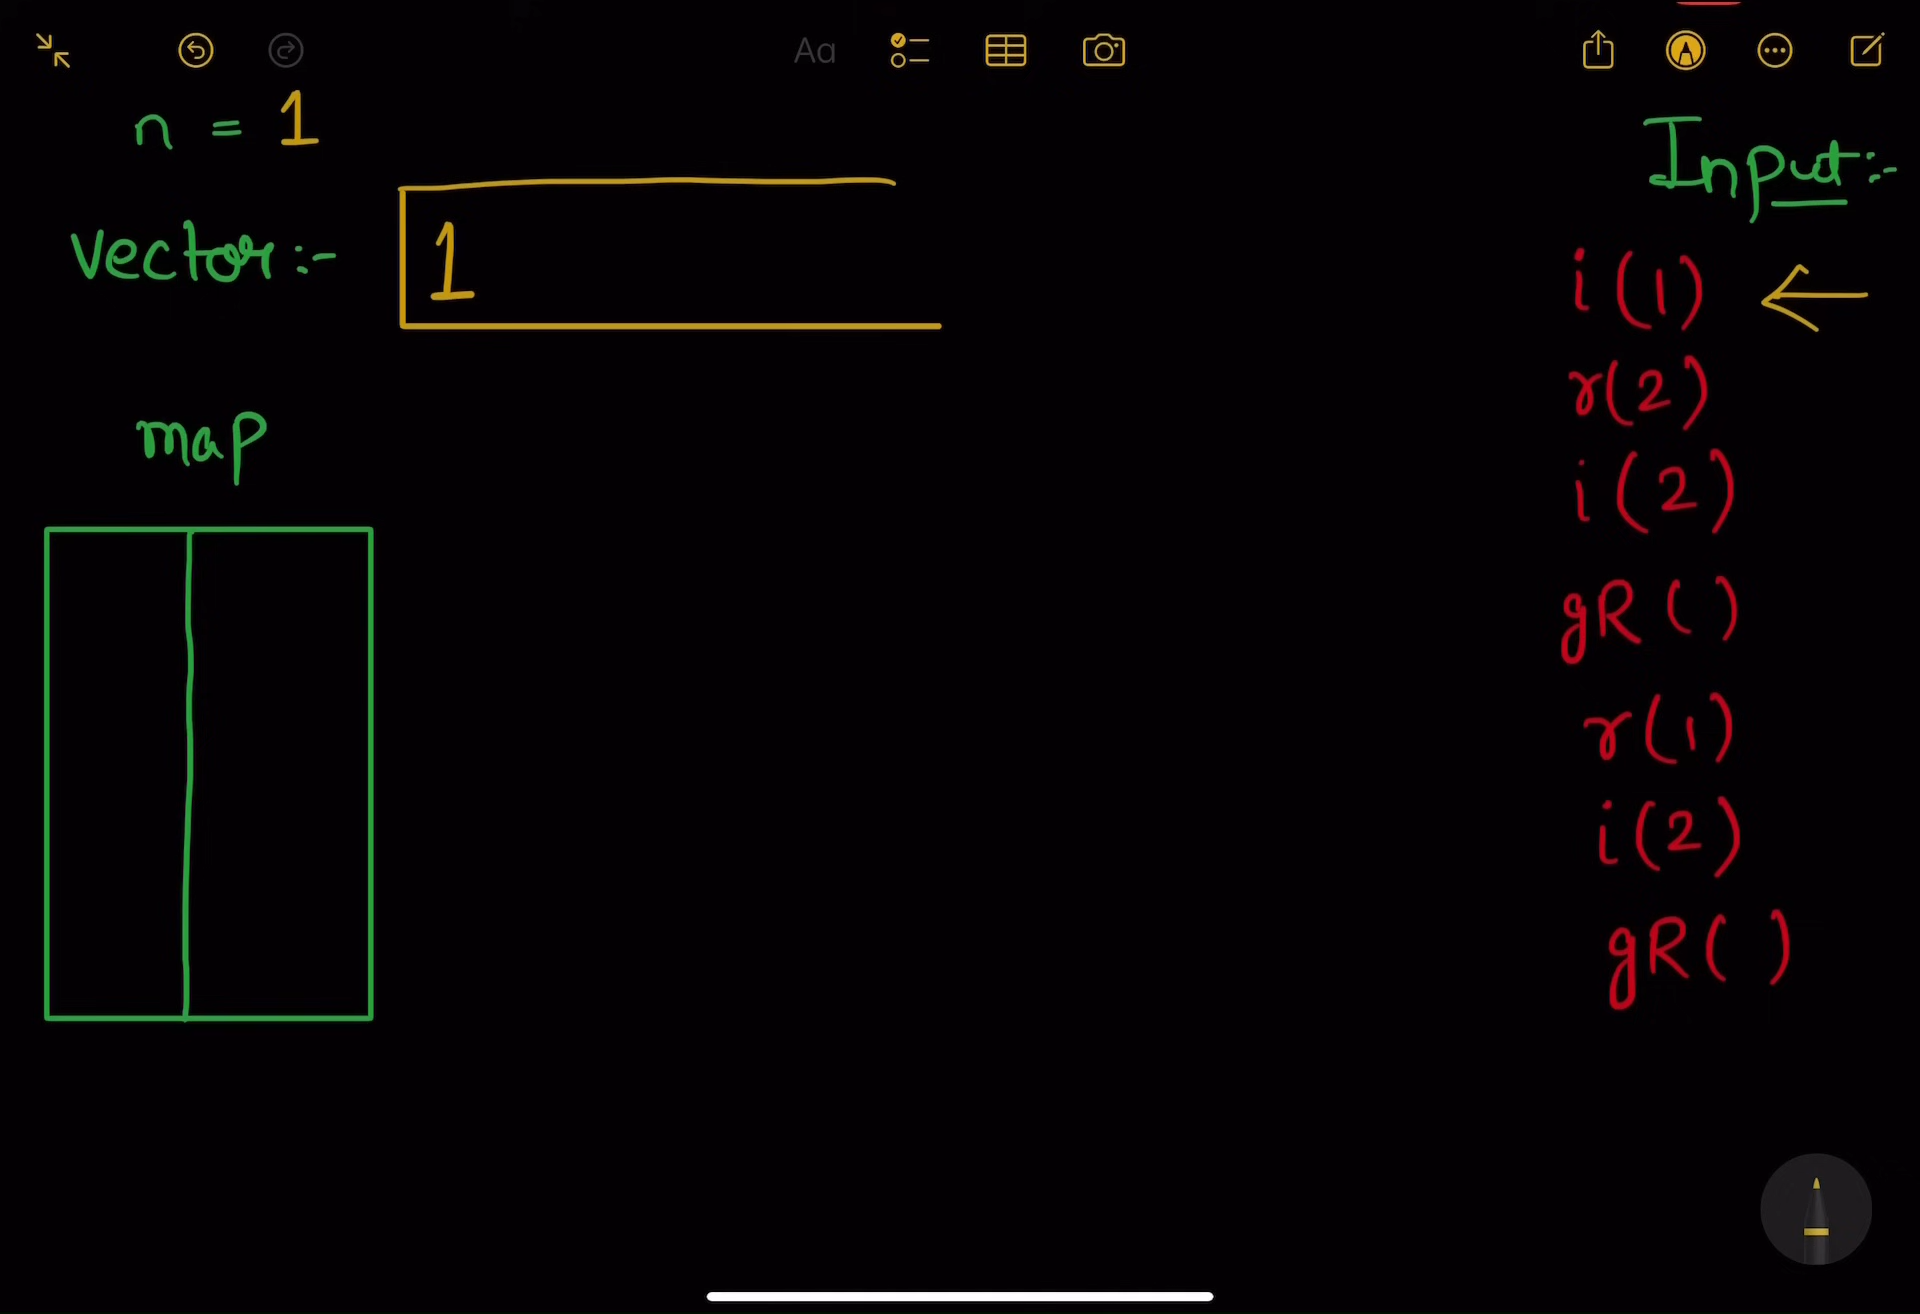 Aa
n = 1
vector :-
1
map
Input :-
i (1)
r(2)
i (2)
gR ( )
r(1)
i (2)
gR ( )